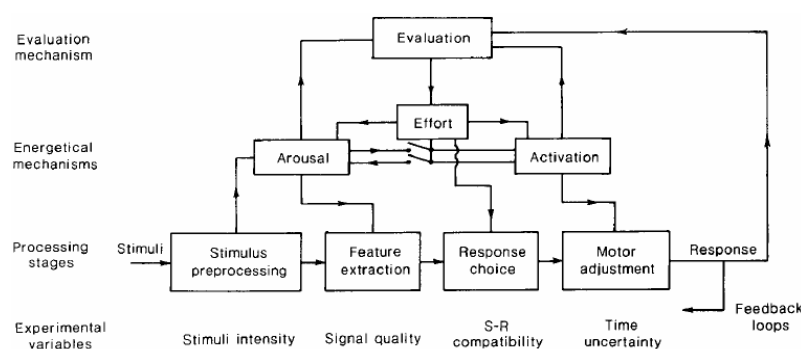 Evaluation
mechanism
Evaluation
Effort
Energetical
mechanisms
Arousal
Activation
Processing
stages
Stimuli
Stimulus
preprocessing
Feature
extraction
Response
choice
Motor
adjustment
Response
Feedback
loops
Experimental
variables
Stimuli intensity
Signal quality
S-R
compatibility
Time
uncertainty